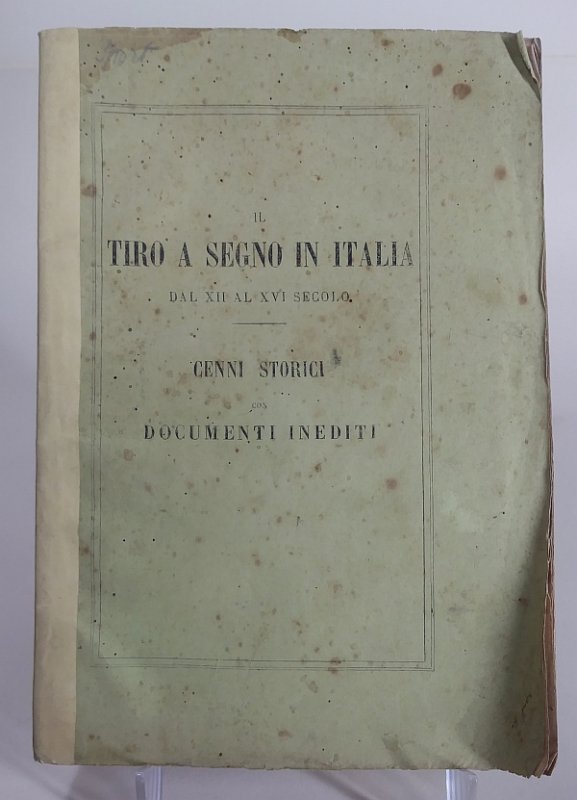 IL
TIRO A SEGNO IN ITALIA
DAL XII AL XVI SECOLO.
CENNI STORICI
CON
DOCUMENTI INEDITI